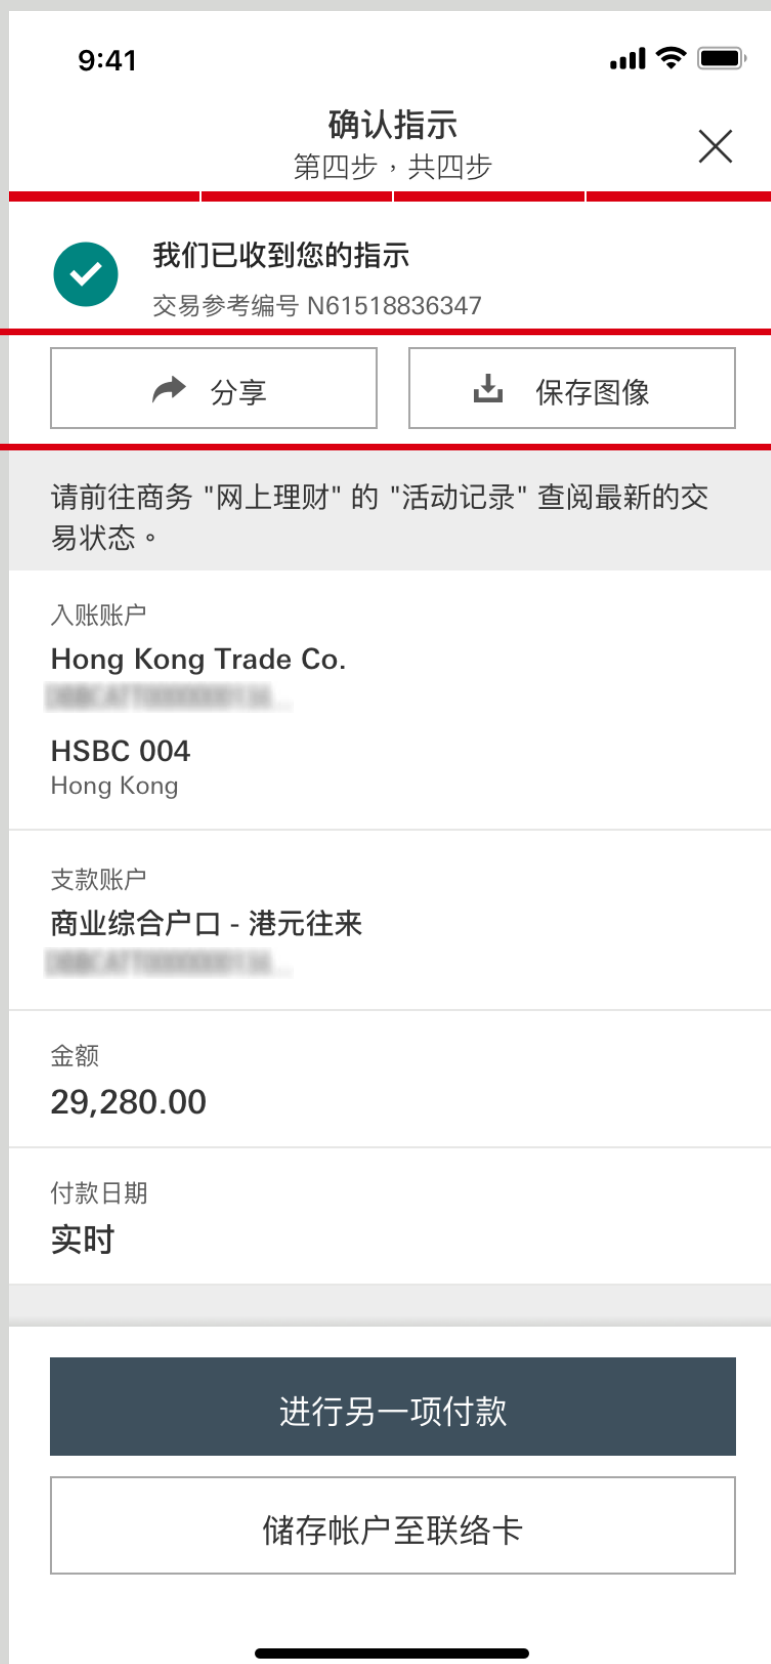 9:41
确认指示
第四步，共四步
我们已收到您的指示
交易参考编号 N61518836347
分享
保存图像
请前往商务 "网上理财" 的 "活动记录" 查阅最新的交
易状态。
入账账户
Hong Kong Trade Co.
HSBC 004
Hong Kong
支款账户
商业综合户口 - 港元往来
金额
29,280.00
付款日期
实时
进行另一项付款
储存帐户至联络卡